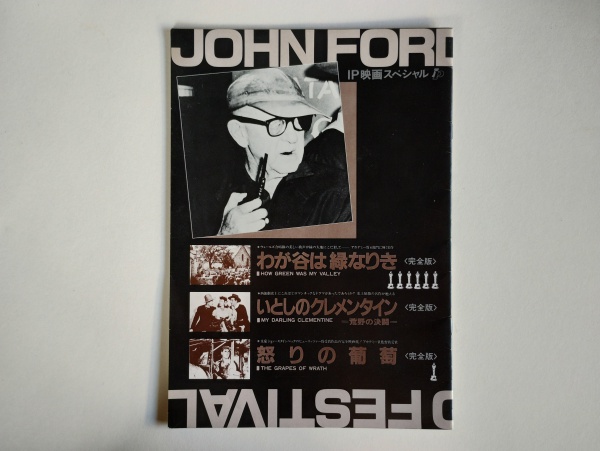 JOHN FORD
IP映画スペシャル
わが谷は緑なりき〈完全版〉
HOW GREEN WAS MY VALLEY
いとしのクレメンタイン〈完全版〉
MY DARLING CLEMENTINE ―荒野の決闘―
怒りの葡萄〈完全版〉
THE GRAPES OF WRATH
FESTIVAL